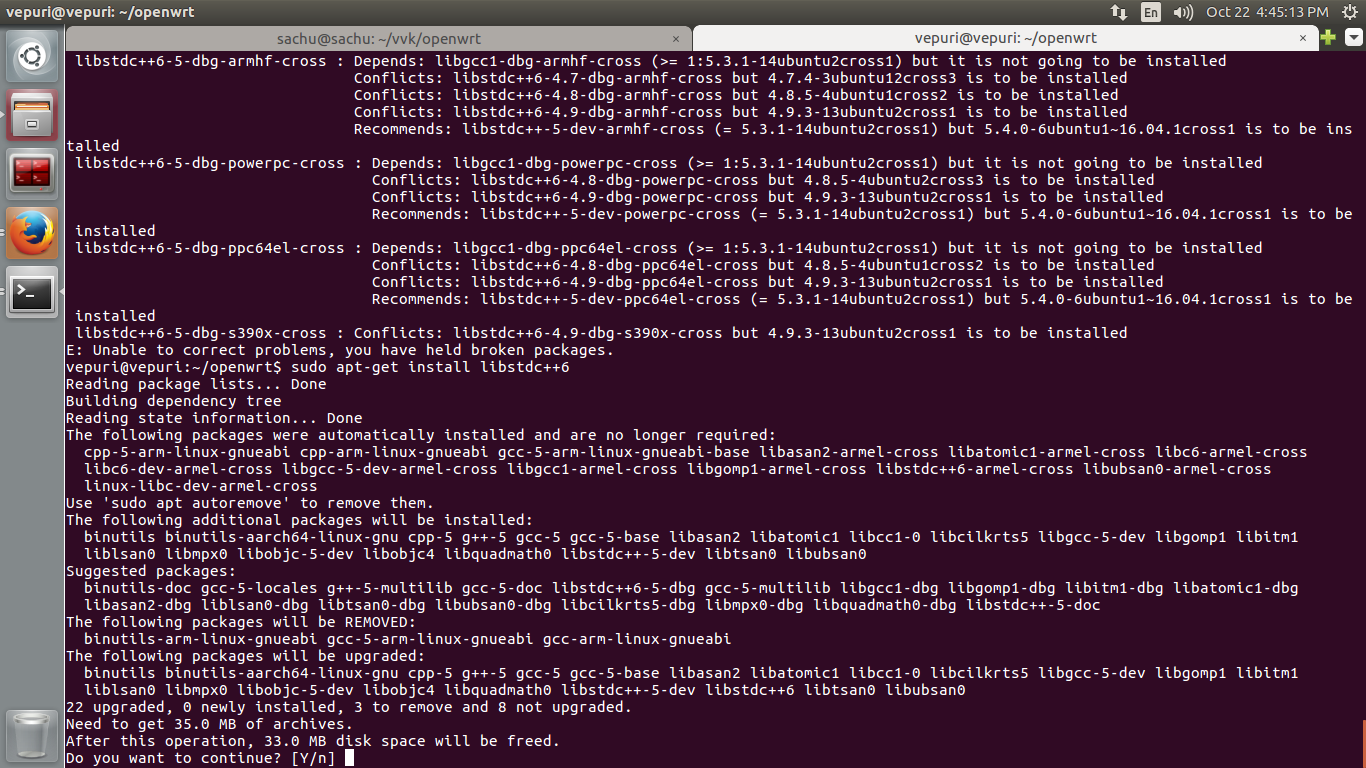 vepuri@vepuri: ~/openwrt
En
Oct 22 4:45:13 PM
sachu@sachu: ~/vvk/openwrt ×
vepuri@vepuri: ~/openwrt ×
libstdc++6-5-dbg-armhf-cross : Depends: libgcc1-dbg-armhf-cross (>= 1:5.3.1-14ubuntu2cross1) but it is not going to be installed
Conflicts: libstdc++6-4.7-dbg-armhf-cross but 4.7.4-3ubuntu12cross3 is to be installed
Conflicts: libstdc++6-4.8-dbg-armhf-cross but 4.8.5-4ubuntu1cross2 is to be installed
Conflicts: libstdc++6-4.9-dbg-armhf-cross but 4.9.3-13ubuntu2cross1 is to be installed
Recommends: libstdc++-5-dev-armhf-cross (= 5.3.1-14ubuntu2cross1) but 5.4.0-6ubuntu1~16.04.1cross1 is to be ins
talled
libstdc++6-5-dbg-powerpc-cross : Depends: libgcc1-dbg-powerpc-cross (>= 1:5.3.1-14ubuntu2cross1) but it is not going to be installed
Conflicts: libstdc++6-4.8-dbg-powerpc-cross but 4.8.5-4ubuntu2cross3 is to be installed
Conflicts: libstdc++6-4.9-dbg-powerpc-cross but 4.9.3-13ubuntu2cross1 is to be installed
Recommends: libstdc++-5-dev-powerpc-cross (= 5.3.1-14ubuntu2cross1) but 5.4.0-6ubuntu1~16.04.1cross1 is to be
installed
libstdc++6-5-dbg-ppc64el-cross : Depends: libgcc1-dbg-ppc64el-cross (>= 1:5.3.1-14ubuntu2cross1) but it is not going to be installed
Conflicts: libstdc++6-4.8-dbg-ppc64el-cross but 4.8.5-4ubuntu1cross2 is to be installed
Conflicts: libstdc++6-4.9-dbg-ppc64el-cross but 4.9.3-13ubuntu2cross1 is to be installed
Recommends: libstdc++-5-dev-ppc64el-cross (= 5.3.1-14ubuntu2cross1) but 5.4.0-6ubuntu1~16.04.1cross1 is to be
installed
libstdc++6-5-dbg-s390x-cross : Conflicts: libstdc++6-4.9-dbg-s390x-cross but 4.9.3-13ubuntu2cross1 is to be installed
E: Unable to correct problems, you have held broken packages.
vepuri@vepuri:~/openwrt$ sudo apt-get install libstdc++6
Reading package lists... Done
Building dependency tree
Reading state information... Done
The following packages were automatically installed and are no longer required:
cpp-5-arm-linux-gnueabi cpp-arm-linux-gnueabi gcc-5-arm-linux-gnueabi-base libasan2-armel-cross libatomic1-armel-cross libc6-armel-cross
libc6-dev-armel-cross libgcc-5-dev-armel-cross libgcc1-armel-cross libgomp1-armel-cross libstdc++6-armel-cross libubsan0-armel-cross
linux-libc-dev-armel-cross
Use 'sudo apt autoremove' to remove them.
The following additional packages will be installed:
binutils binutils-aarch64-linux-gnu cpp-5 g++-5 gcc-5 gcc-5-base libasan2 libatomic1 libcc1-0 libcilkrts5 libgcc-5-dev libgomp1 libitm1
liblsan0 libmpx0 libobjc-5-dev libobjc4 libquadmath0 libstdc++-5-dev libtsan0 libubsan0
Suggested packages:
binutils-doc gcc-5-locales g++-5-multilib gcc-5-doc libstdc++6-5-dbg gcc-5-multilib libgcc1-dbg libgomp1-dbg libitm1-dbg libatomic1-dbg
libasan2-dbg liblsan0-dbg libtsan0-dbg libubsan0-dbg libcilkrts5-dbg libmpx0-dbg libquadmath0-dbg libstdc++-5-doc
The following packages will be REMOVED:
binutils-arm-linux-gnueabi gcc-5-arm-linux-gnueabi gcc-arm-linux-gnueabi
The following packages will be upgraded:
binutils binutils-aarch64-linux-gnu cpp-5 g++-5 gcc-5 gcc-5-base libasan2 libatomic1 libcc1-0 libcilkrts5 libgcc-5-dev libgomp1 libitm1
liblsan0 libmpx0 libobjc-5-dev libobjc4 libquadmath0 libstdc++-5-dev libstdc++6 libtsan0 libubsan0
22 upgraded, 0 newly installed, 3 to remove and 8 not upgraded.
Need to get 35.0 MB of archives.
After this operation, 33.0 MB disk space will be freed.
Do you want to continue? [Y/n]